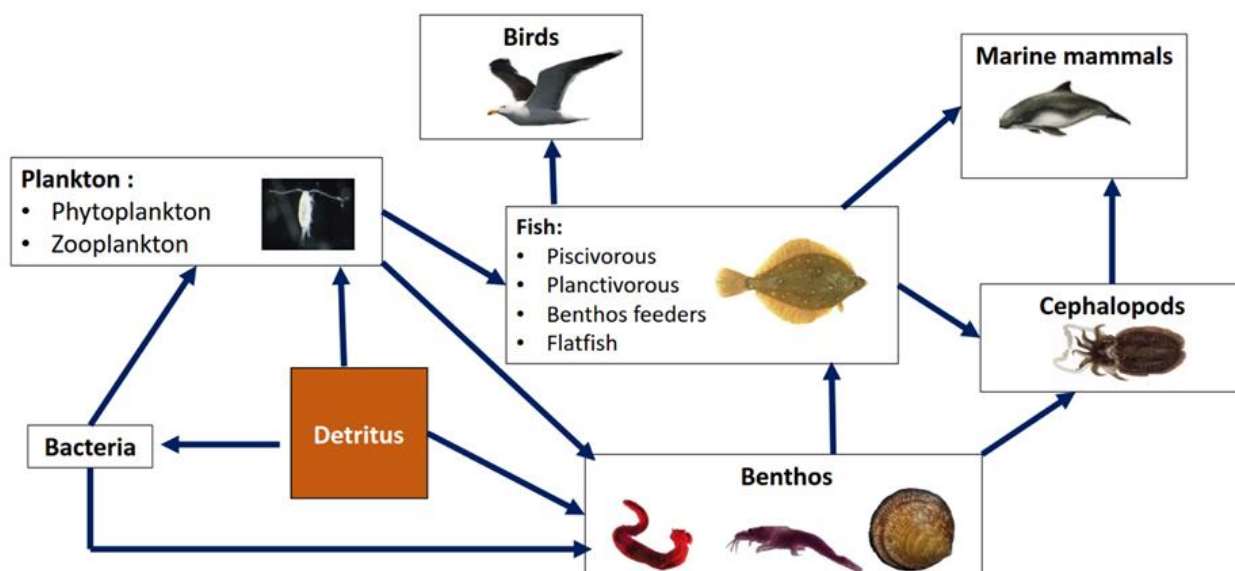 Birds
Marine mammals
Plankton :
• Phytoplankton
• Zooplankton
Fish:
• Piscivorous
• Planctivorous
• Benthos feeders
• Flatfish
Cephalopods
Detritus
Bacteria
Benthos